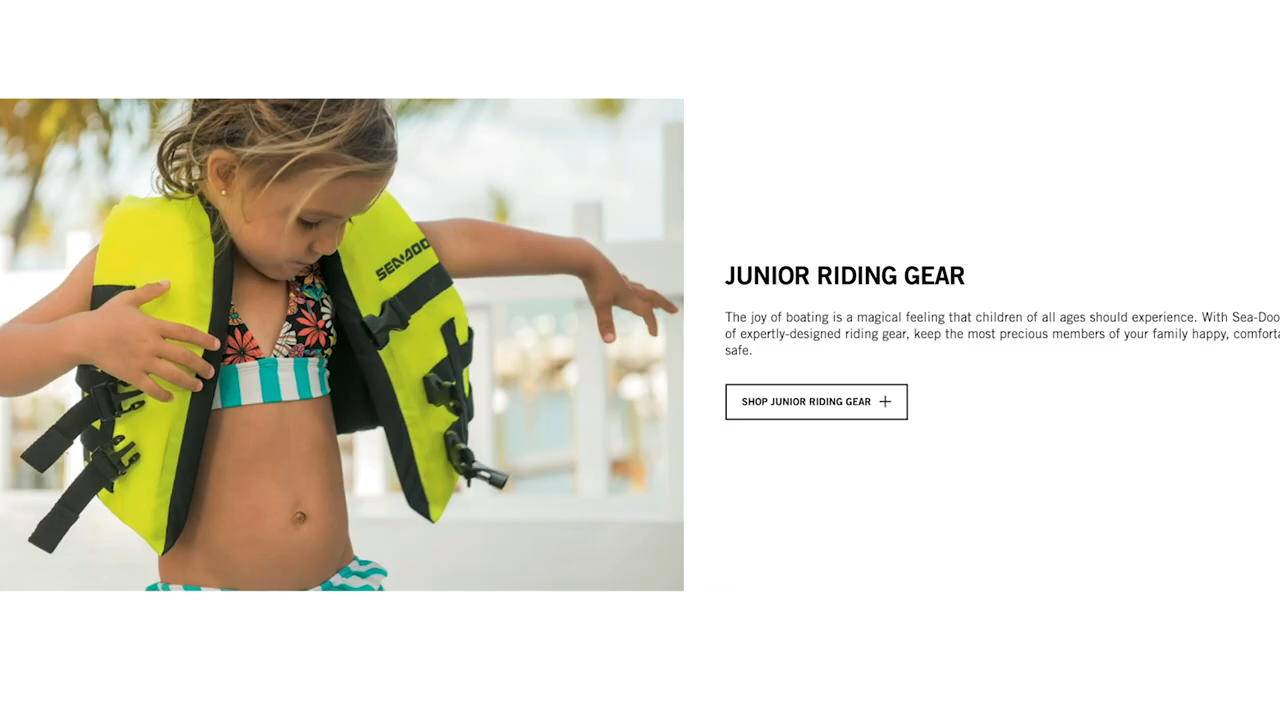 SEA-DOO
JUNIOR RIDING GEAR
The joy of boating is a magical feeling that children of all ages should experience. With Sea-Doo
of expertly-designed riding gear, keep the most precious members of your family happy,
safe.
SHOP JUNIOR RIDING GEAR